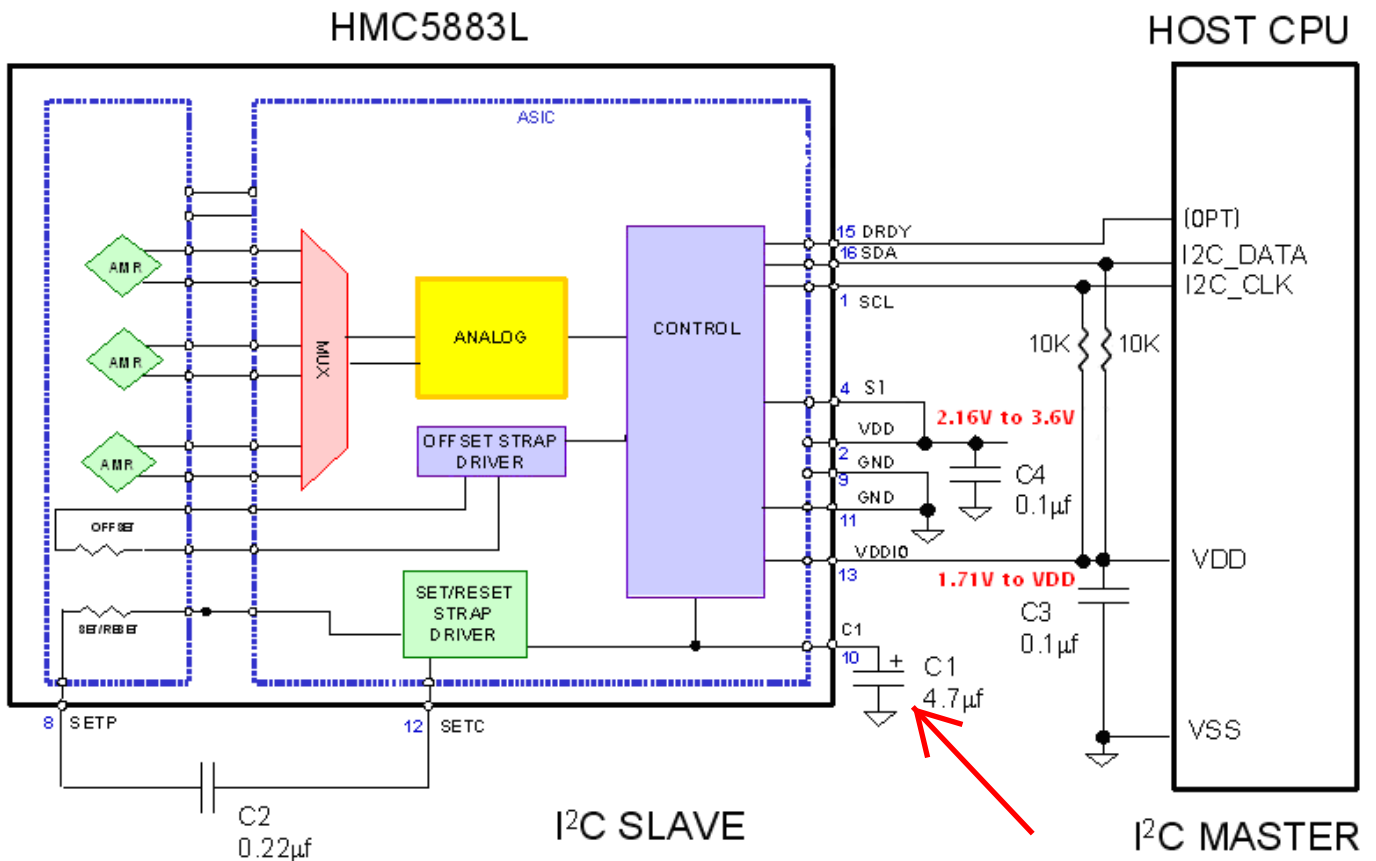 HMC5883L
HOST CPU
ASIC
AMR
AMR
AMR
MUX
ANALOG
CONTROL
OFFSET STRAP
DRIVER
OFFSET
SET/RESET
STRAP
DRIVER
SET/RESET
15 DRDY
16 SDA
1 SCL
4 S1
VDD
2 GND
9
GND
11
VDDIO
13
C1
10
8 SETP
12 SETC
(OPT)
I2C_DATA
I2C_CLK
10K
10K
2.16V to 3.6V
C4
0.1µf
VDD
1.71V to VDD
C3
0.1µf
+
C1
4.7µf
VSS
C2
0.22µf
I²C SLAVE
I²C MASTER